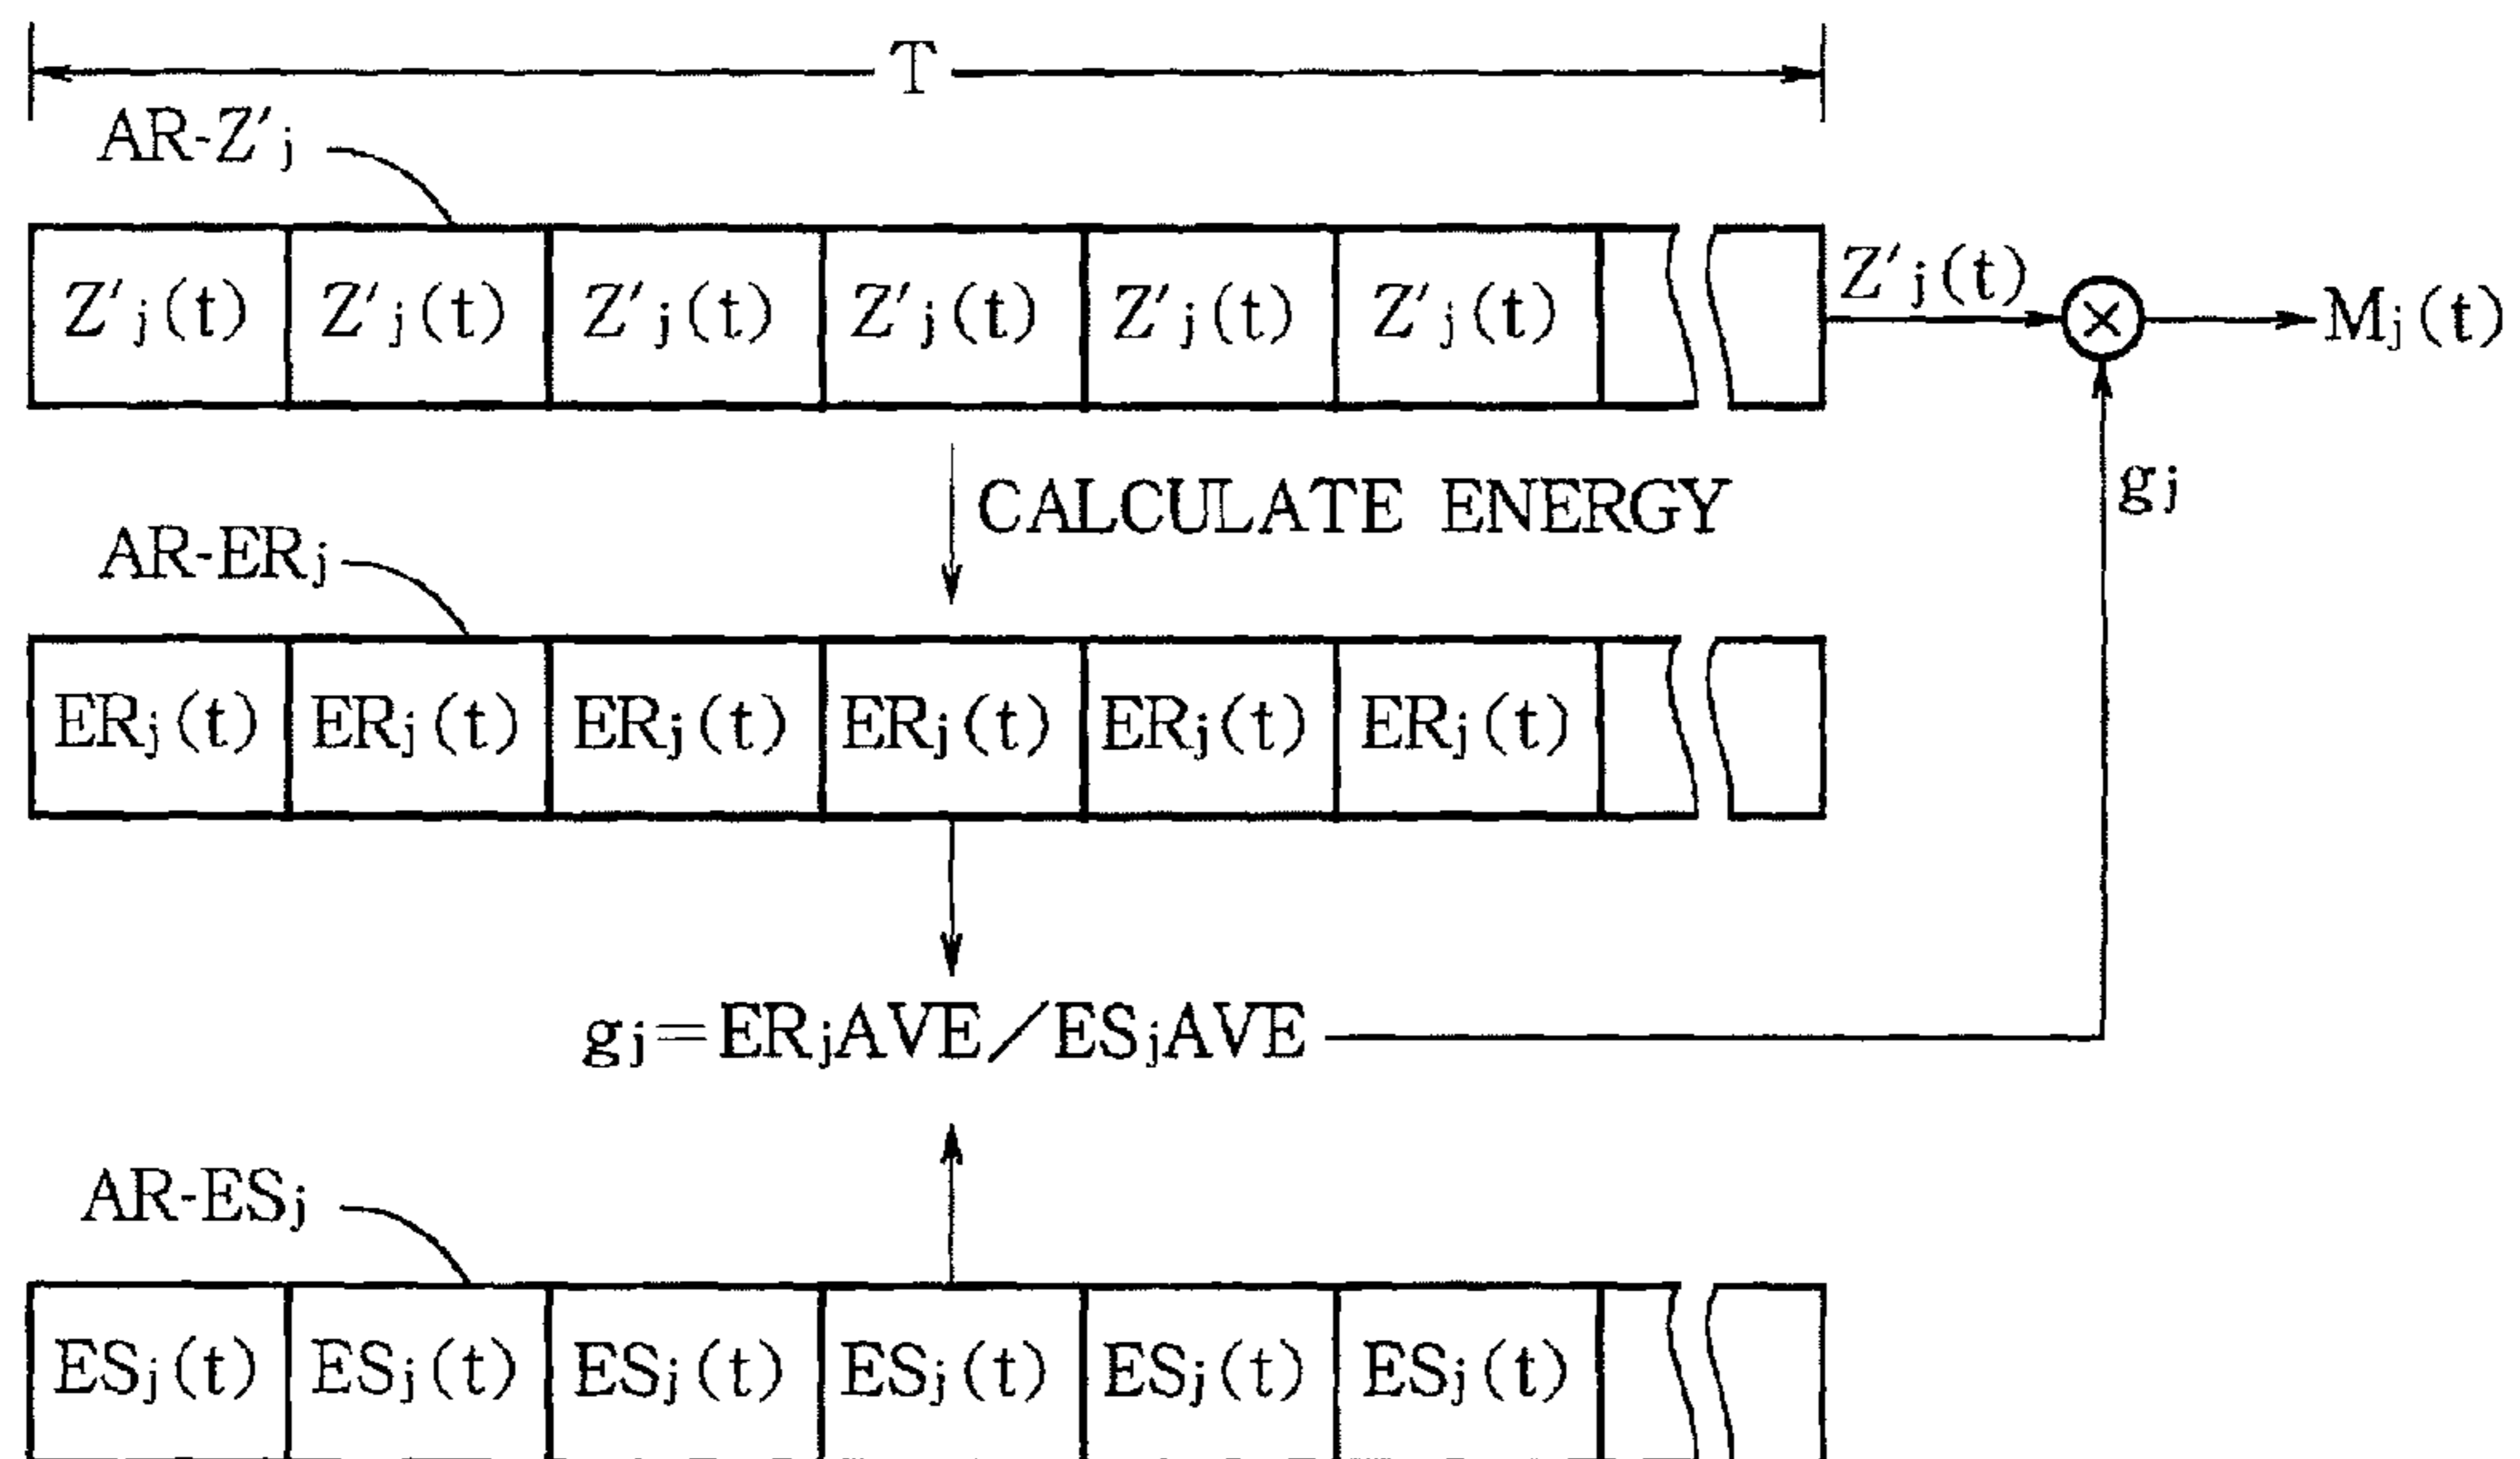 T
AR-Z'j
Z'j(t) Z'j(t) Z'j(t) Z'j(t) Z'j(t) Z'j(t)
Z'j(t)
Mj(t)
CALCULATE ENERGY
gj
AR-ERj
ERj(t) ERj(t) ERj(t) ERj(t) ERj(t) ERj(t)
gj=ERjAVE/ESjAVE
AR-ESj
ESj(t) ESj(t) ESj(t) ESj(t) ESj(t) ESj(t)